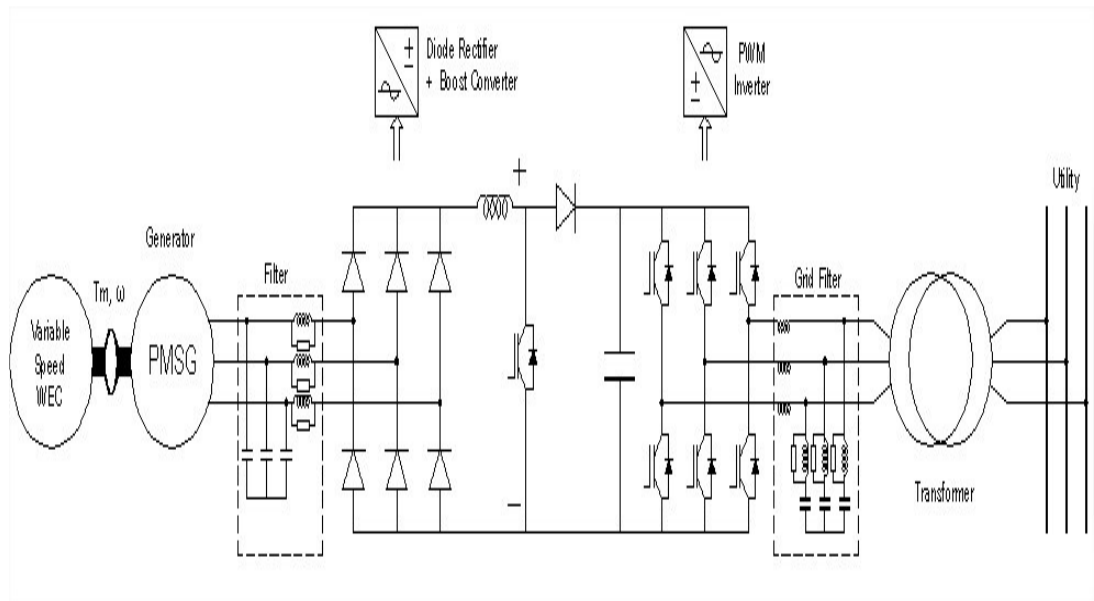 Diode Rectifier
+ Boost Converter
PWM
Inverter
Utility
Generator
Filter
Grid Filter
Tm, ω
Variable
Speed
WEC
PMSG
Transformer